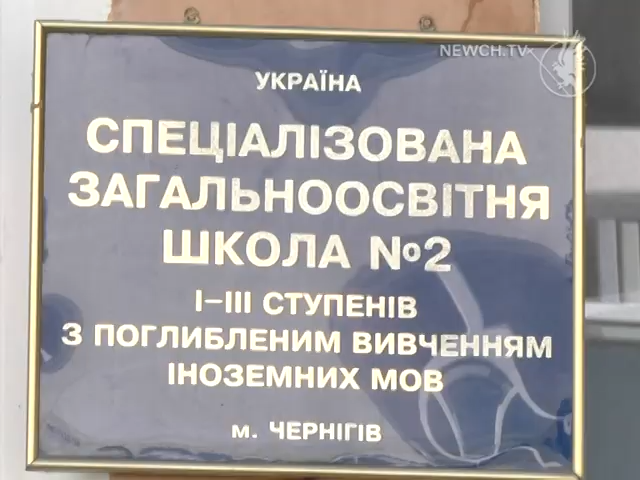 NEWCH.TV
УКРАЇНА
СПЕЦІАЛІЗОВАНА
ЗАГАЛЬНООСВІТНЯ
ШКОЛА №2
І–ІІІ СТУПЕНІВ
З ПОГЛИБЛЕНИМ ВИВЧЕННЯМ
ІНОЗЕМНИХ МОВ
м. ЧЕРНІГІВ